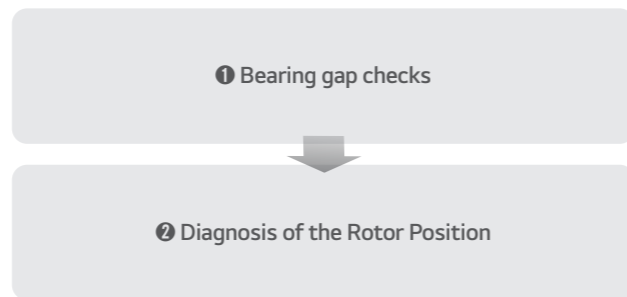 ❶ Bearing gap checks
❷ Diagnosis of the Rotor Position